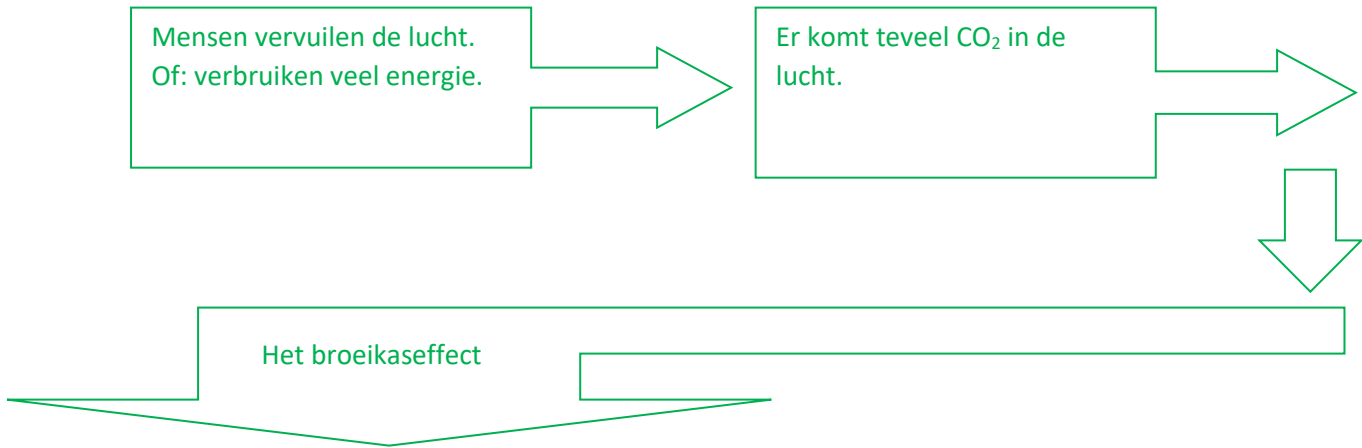 Mensen vervuilen de lucht.
Of: verbruiken veel energie.
Er komt teveel CO₂ in de
lucht.
Het broeikaseffect